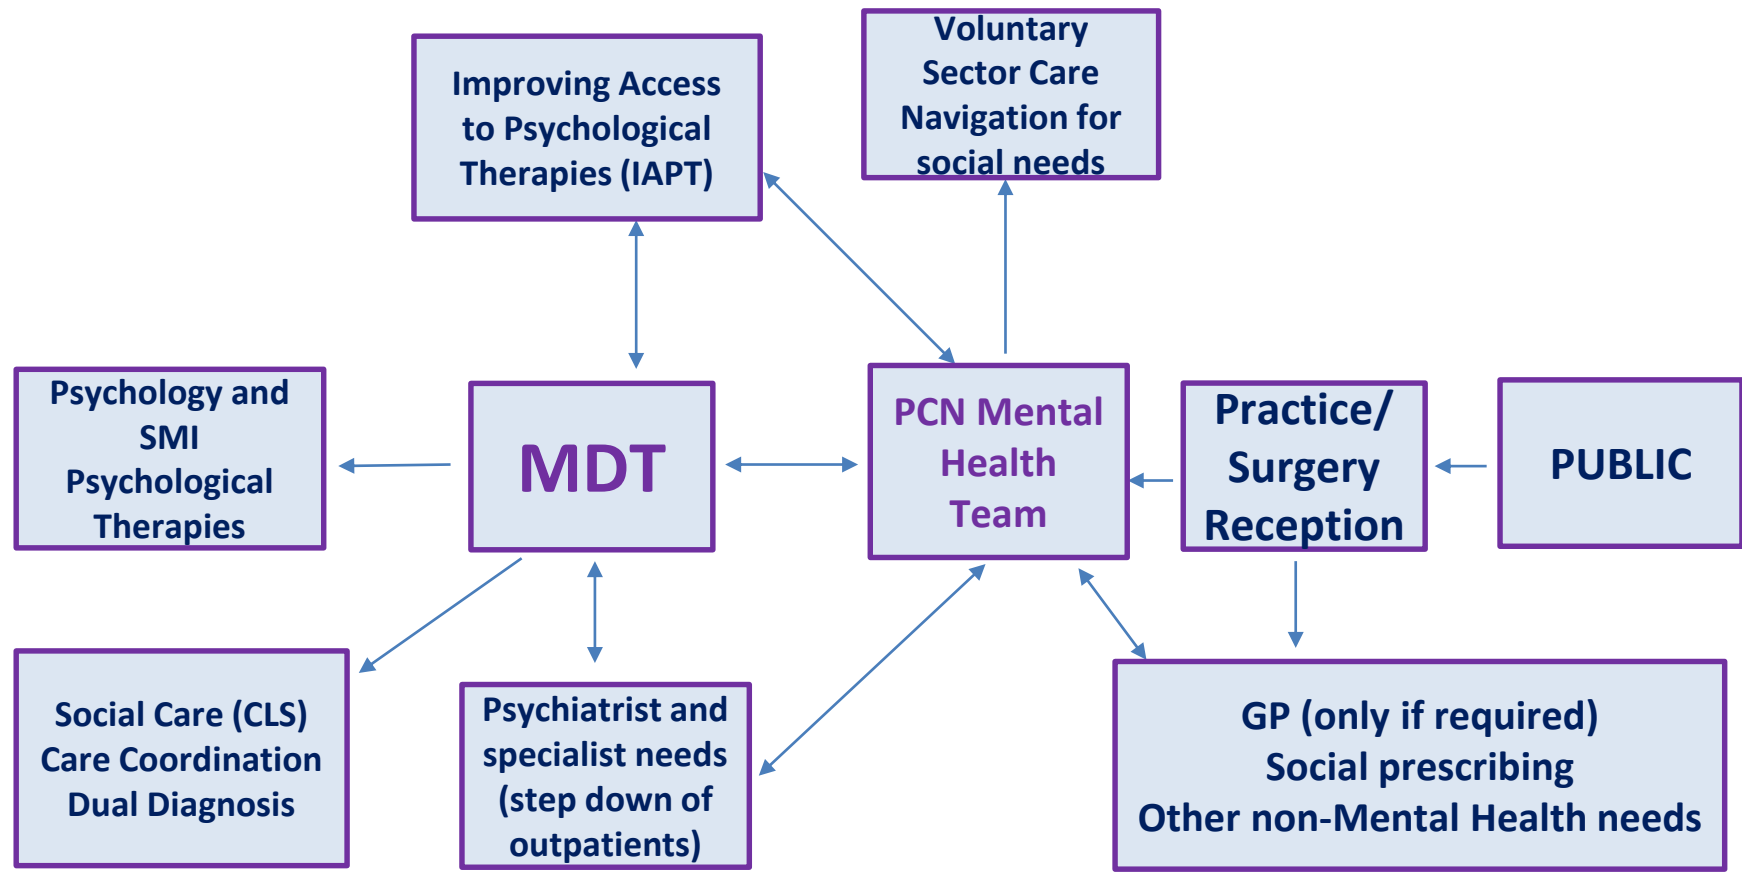 Voluntary
Sector Care
Navigation for
social needs
Improving Access
to Psychological
Therapies (IAPT)
Psychology and
SMI
Psychological
Therapies
MDT
PCN Mental
Health
Team
Practice/
Surgery
Reception
PUBLIC
Social Care (CLS)
Care Coordination
Dual Diagnosis
Psychiatrist and
specialist needs
(step down of
outpatients)
GP (only if required)
Social prescribing
Other non-Mental Health needs